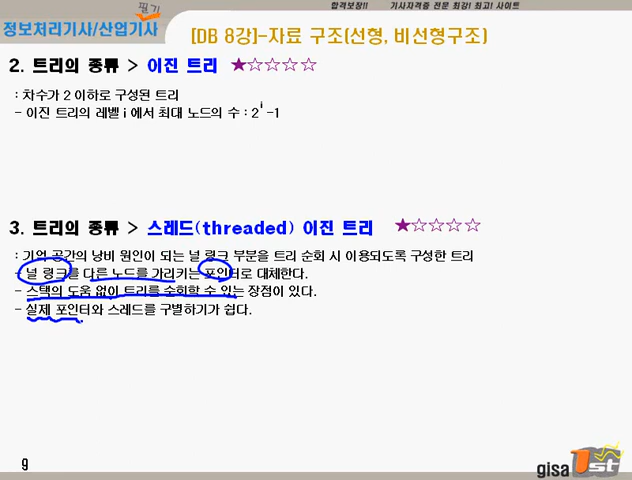 합격보장!! 기사자격증 전문 최강! 최고! 사이트
필기
정보처리기사/산업기사
[DB 8강]-자료 구조(선형, 비선형구조)
2. 트리의 종류 > 이진 트리 ★☆☆☆☆
: 차수가 2 이하로 구성된 트리
- 이진 트리의 레벨 i 에서 최대 노드의 수 : 2^i -1
3. 트리의 종류 > 스레드(threaded) 이진 트리 ★☆☆☆☆
: 기억 공간의 낭비 원인이 되는 널 링크 부분을 트리 순회 시 이용되도록 구성한 트리
- 널 링크를 다른 노드를 가리키는 포인터로 대체한다.
- 스택의 도움 없이 트리를 순회할 수 있는 장점이 있다.
- 실제 포인터와 스레드를 구별하기가 쉽다.
9
gisa 1st